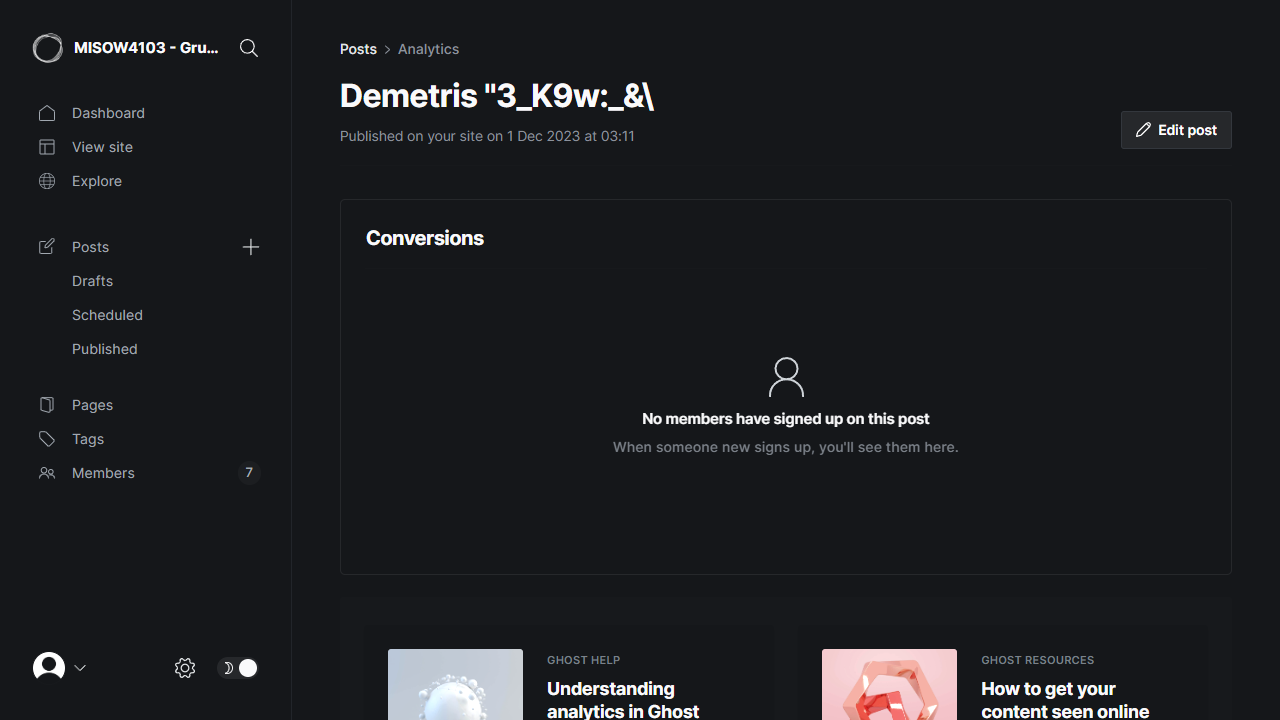 MISOW4103 - Gru...
Dashboard
View site
Explore
Posts
Drafts
Scheduled
Published
Pages
Tags
Members 7
Posts > Analytics
Demetris "3_K9w:_&\
Published on your site on 1 Dec 2023 at 03:11
Edit post
Conversions
No members have signed up on this post
When someone new signs up, you'll see them here.
GHOST HELP
Understanding
analytics in Ghost
GHOST RESOURCES
How to get your
content seen online